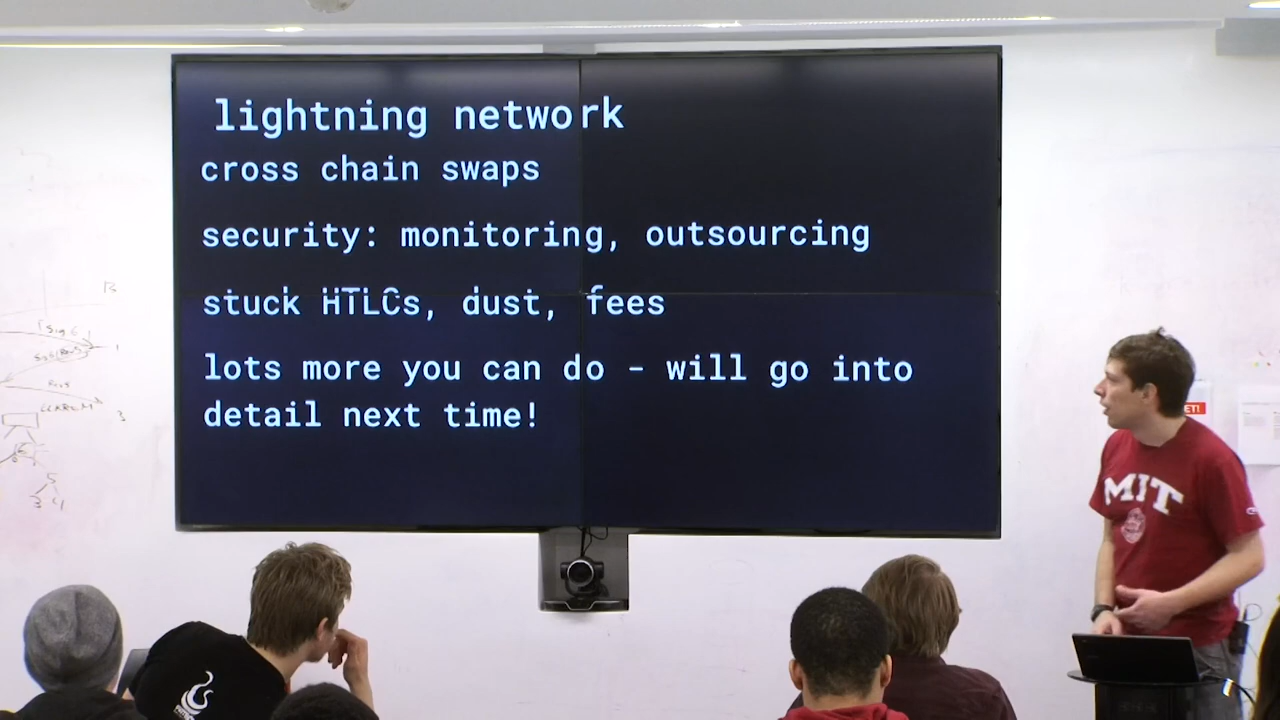 lightning network
cross chain swaps
security: monitoring, outsourcing
stuck HTLCs, dust, fees
lots more you can do - will go into
detail next time!
MIT